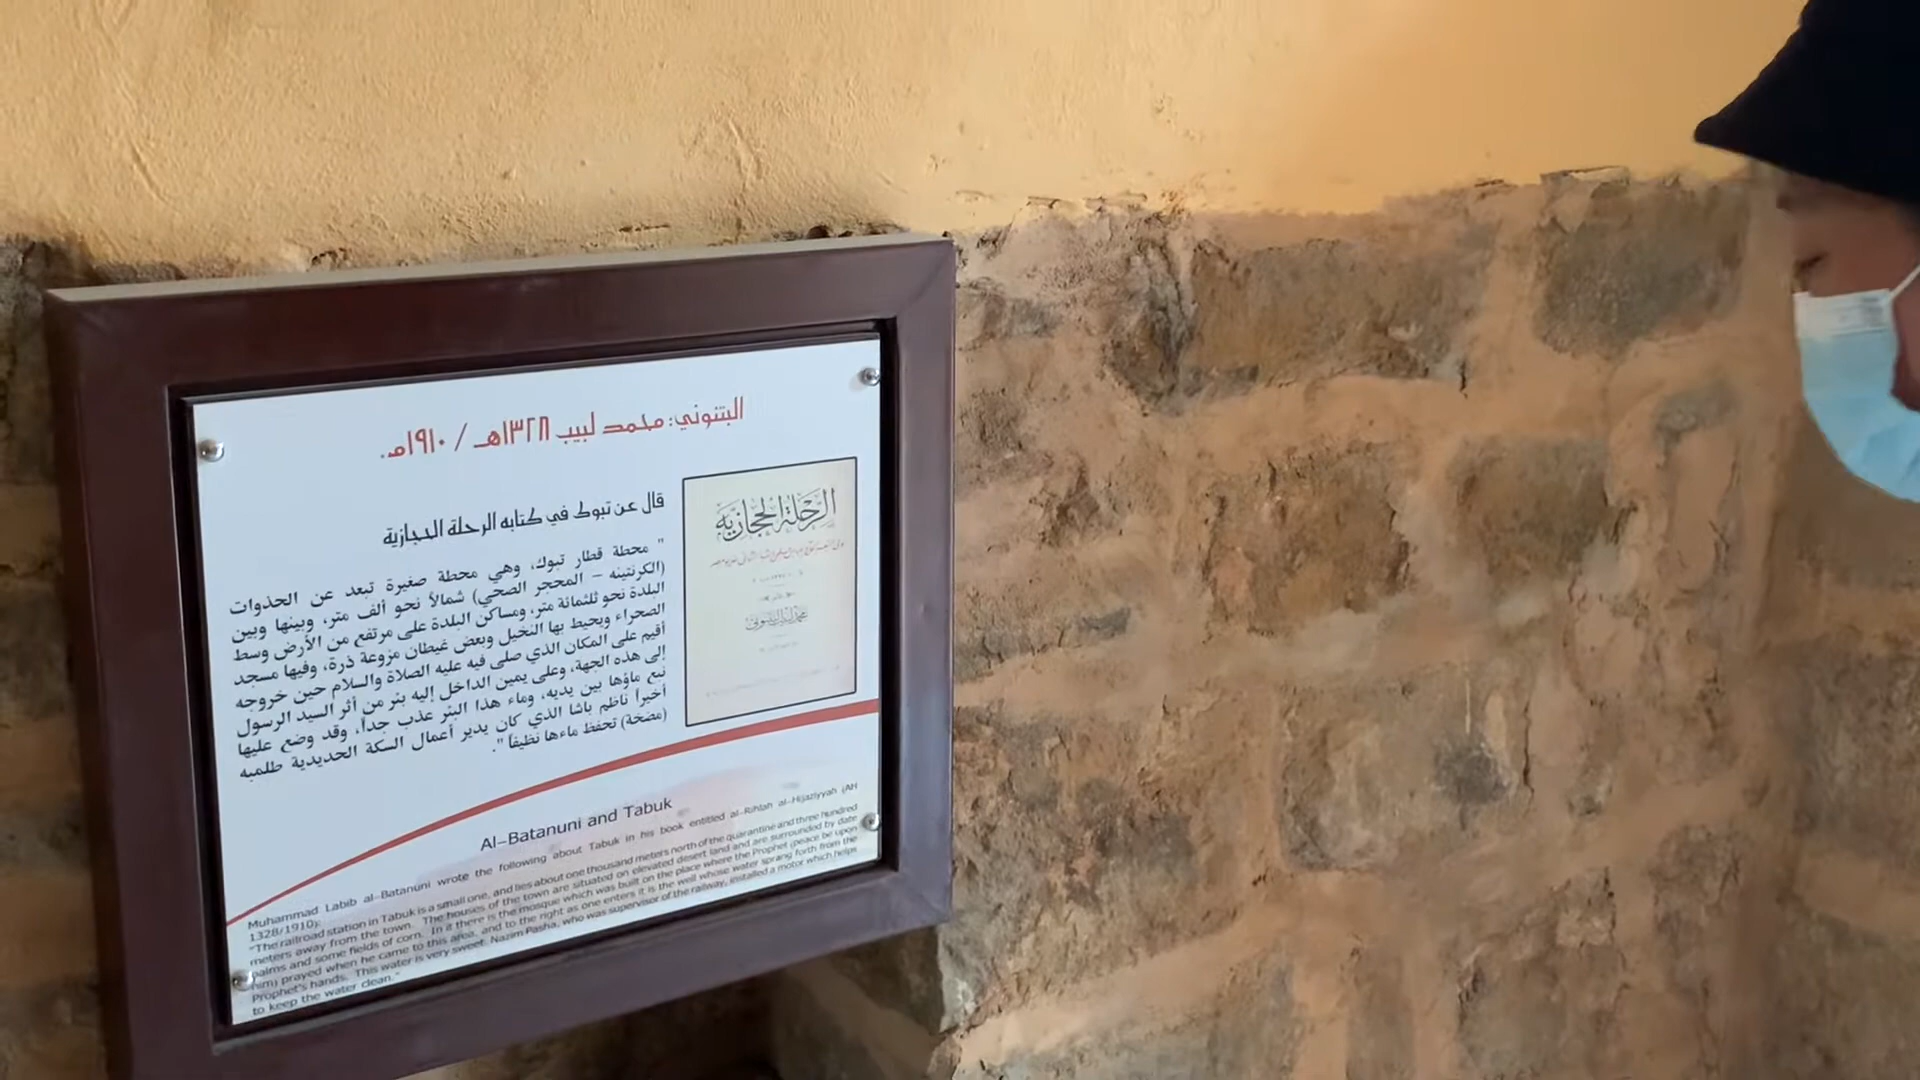 البتنوني: محمد لبيب ١٣٢٨هـ / ١٩١٠مـ.
قال عن تبوك في كتابه الرحلة الحجازية
" محطة قطار تبوك، وهي محطة صغيرة تبعد عن الحذوات
(الكرنتينه – المحجر الصحي) شمالاً نحو ألف متر، وبينها وبين
البلدة نحو ثلثمائة متر، ومساكن البلدة على مرتفع من الأرض وسط
الصحراء ويحيط بها النخيل وبعض غيطان مزوعة ذرة، وفيها مسجد
أقيم على المكان الذي صلى فيه عليه الصلاة والسلام حين خروجه
إلى هذه الجهة، وعلى يمين الداخل إليه بئر من أثر السيد الرسول
نبع ماؤها بين يديه، وماء هذا البئر عذب جداً، وقد وضع عليها
أخيراً ناظم باشا الذي كان يدير أعمال السكة الحديدية طلمبه
(مضخة) تحفظ ماءها نظيفاً ".
الرحلة الحجازية
Al-Batanuni and Tabuk
Muhammad Labib al-Batanuni wrote the following about Tabuk in his book entitled al-Rihlah al-Hijaziyyah (AH
1328/1910):
"The railroad station in Tabuk is a small one, and lies about one thousand meters north of the quarantine and three hundred
meters away from the town. The houses of the town are situated on elevated desert land and are surrounded by date
palms and some fields of corn. In it there is the mosque which was built on the place where the Prophet (peace be upon
him) prayed when he came to this area, and to the right as one enters it is the well whose water sprang forth from the
Prophet's hands. This water is very sweet. Nazim Pasha, who was supervisor of the railway, installed a motor which helps
to keep the water clean."